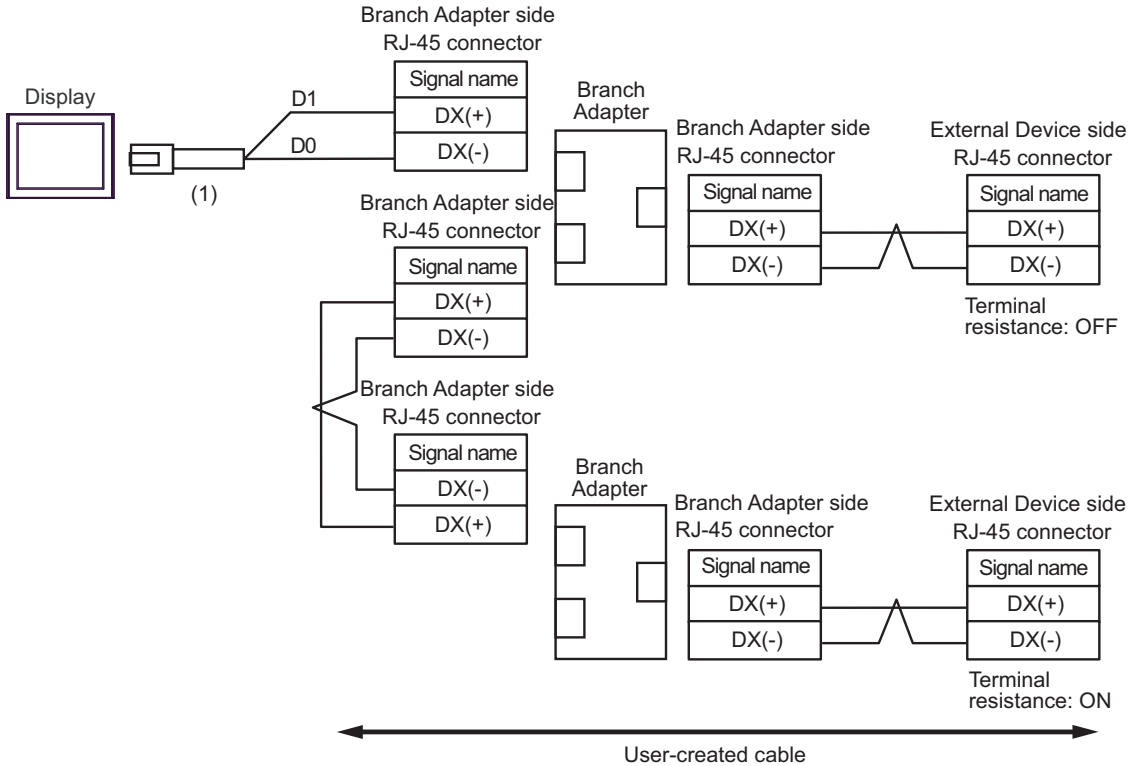 Branch Adapter side
RJ-45 connector
Signal name
DX(+)
DX(-)
Display
D1
D0
(1)
Branch
Adapter
Branch Adapter side
RJ-45 connector
Signal name
DX(+)
DX(-)
External Device side
RJ-45 connector
Signal name
DX(+)
DX(-)
Terminal
resistance: OFF
Branch Adapter side
RJ-45 connector
Signal name
DX(+)
DX(-)
Branch Adapter side
RJ-45 connector
Signal name
DX(-)
DX(+)
Branch
Adapter
Branch Adapter side
RJ-45 connector
Signal name
DX(+)
DX(-)
External Device side
RJ-45 connector
Signal name
DX(+)
DX(-)
Terminal
resistance: ON
User-created cable